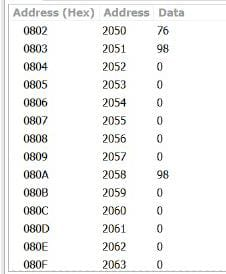 Address (Hex) Address Data
0802 2050 76
0803 2051 98
0804 2052 0
0805 2053 0
0806 2054 0
0807 2055 0
0808 2056 0
0809 2057 0
080A 2058 98
080B 2059 0
080C 2060 0
080D 2061 0
080E 2062 0
080F 2063 0